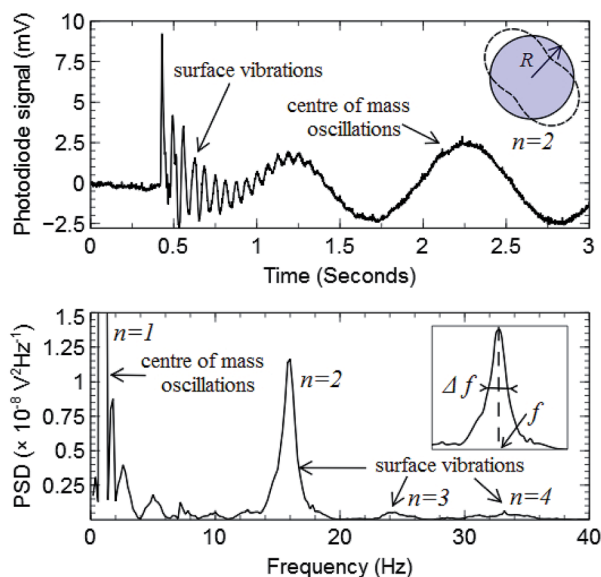 Photodiode signal (mV)
10
7.5
5
2.5
0
−2.5
surface vibrations
centre of mass
oscillations
R
n=2
0 0.5 1 1.5 2 2.5 3
Time (Seconds)
PSD (× 10⁻⁸ V²Hz⁻¹)
1.5
1.25
1
0.75
0.5
0.25
n=1
centre of mass
oscillations
n=2
Δ f
f
surface vibrations
n=3
n=4
0 10 20 30 40
Frequency (Hz)